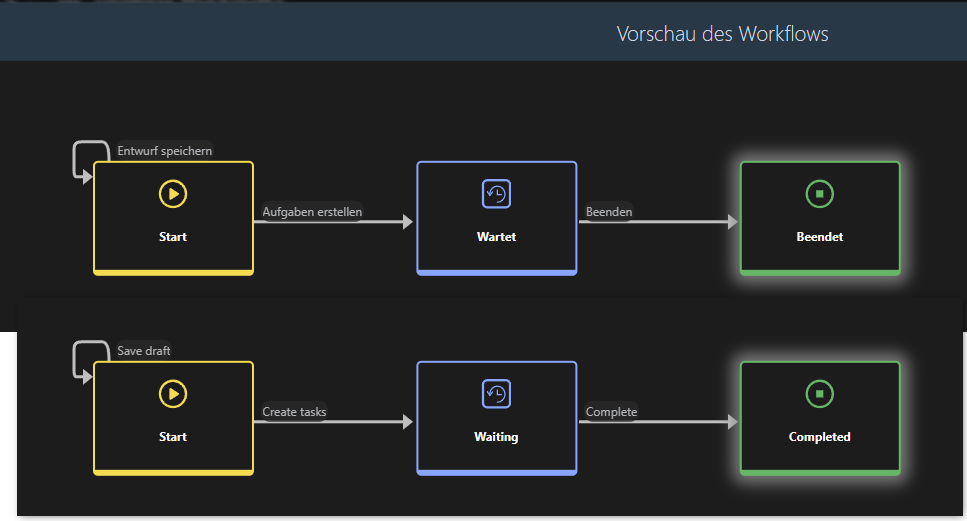 Vorschau des Workflows
Entwurf speichern
Start
Aufgaben erstellen
Wartet
Beenden
Beendet
Save draft
Start
Create tasks
Waiting
Complete
Completed